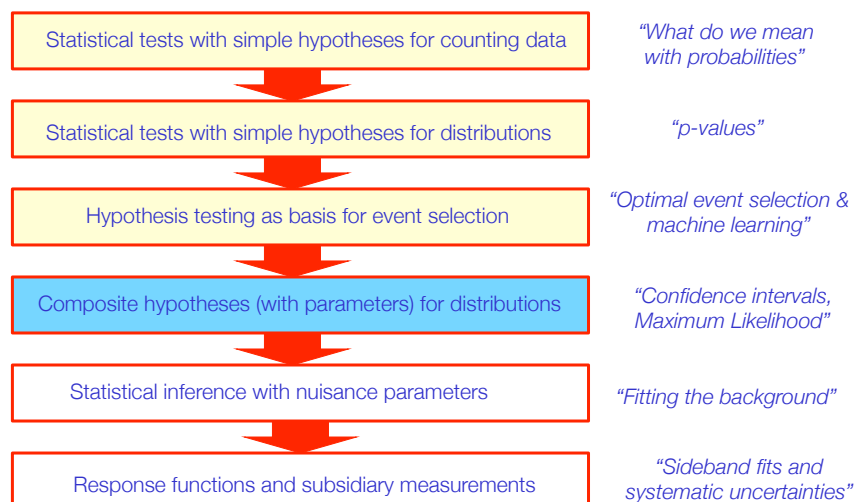 Statistical tests with simple hypotheses for counting data
“What do we mean
with probabilities”
Statistical tests with simple hypotheses for distributions
“p-values”
Hypothesis testing as basis for event selection
“Optimal event selection &
machine learning”
Composite hypotheses (with parameters) for distributions
“Confidence intervals,
Maximum Likelihood”
Statistical inference with nuisance parameters
“Fitting the background”
Response functions and subsidiary measurements
“Sideband fits and
systematic uncertainties”